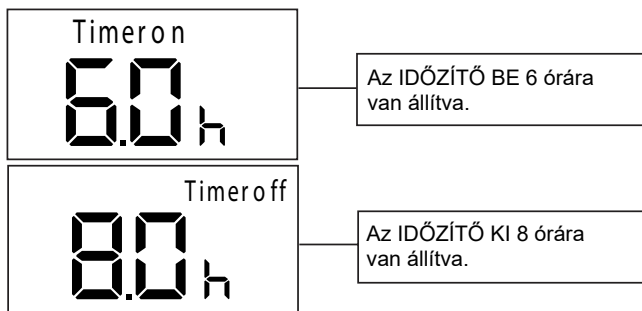 Timer on
6.0 h
Az IDŐZÍTŐ BE 6 órára
van állítva.
Timer off
8.0 h
Az IDŐZÍTŐ KI 8 órára
van állítva.